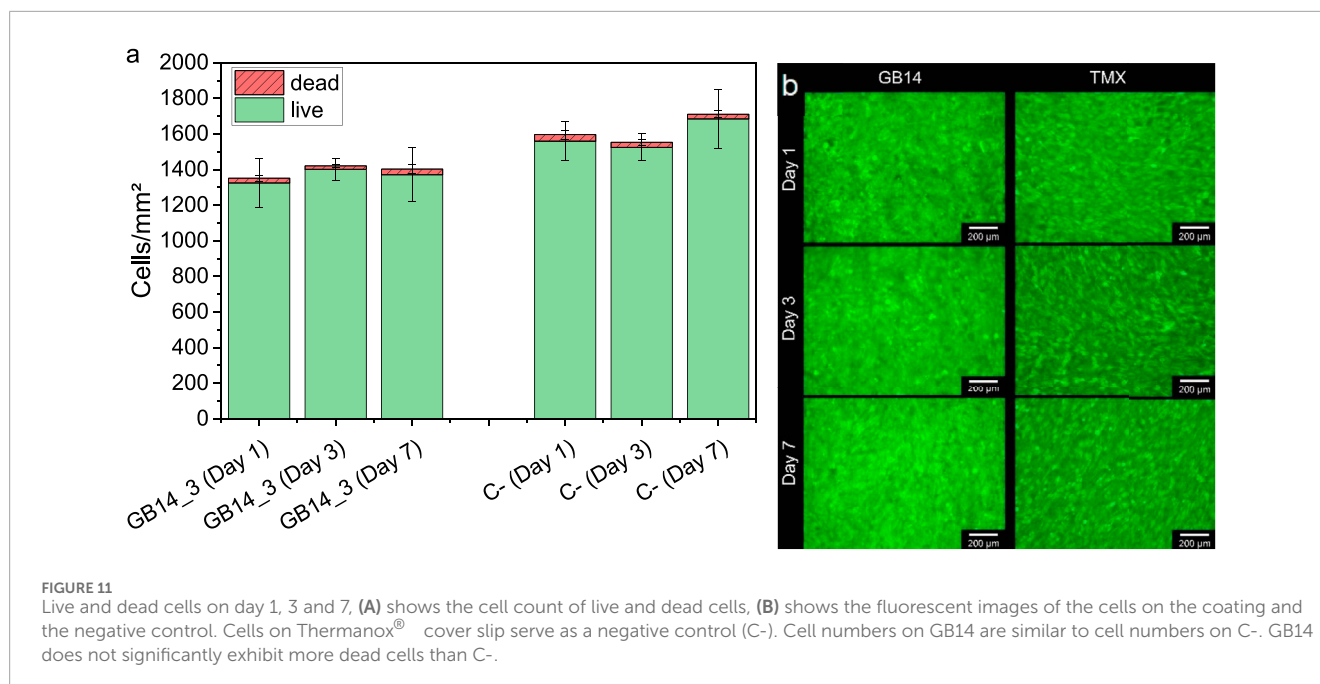 a
2000
1800
1600
1400
1200
1000
800
600
400
200
0
Cells/mm²
dead
live
GB14_3 (Day 1)
GB14_3 (Day 3)
GB14_3 (Day 7)
C- (Day 1)
C- (Day 3)
C- (Day 7)
b
GB14
TMX
Day 1
200 µm
200 µm
Day 3
200 µm
200 µm
Day 7
200 µm
200 µm
FIGURE 11
Live and dead cells on day 1, 3 and 7, (A) shows the cell count of live and dead cells, (B) shows the fluorescent images of the cells on the coating and
the negative control. Cells on Thermanox® cover slip serve as a negative control (C-). Cell numbers on GB14 are similar to cell numbers on C-. GB14
does not significantly exhibit more dead cells than C-.